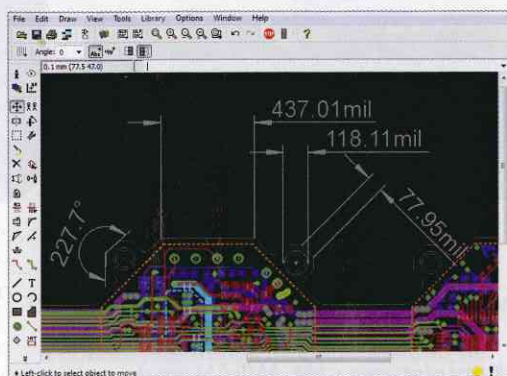 File Edit Draw View Tools Library Options Window Help
Angle: 0
0.1 mm (77.5 47.0)
437.01mil
118.11mil
77.95mil
227.7°
Left-click to select object to move